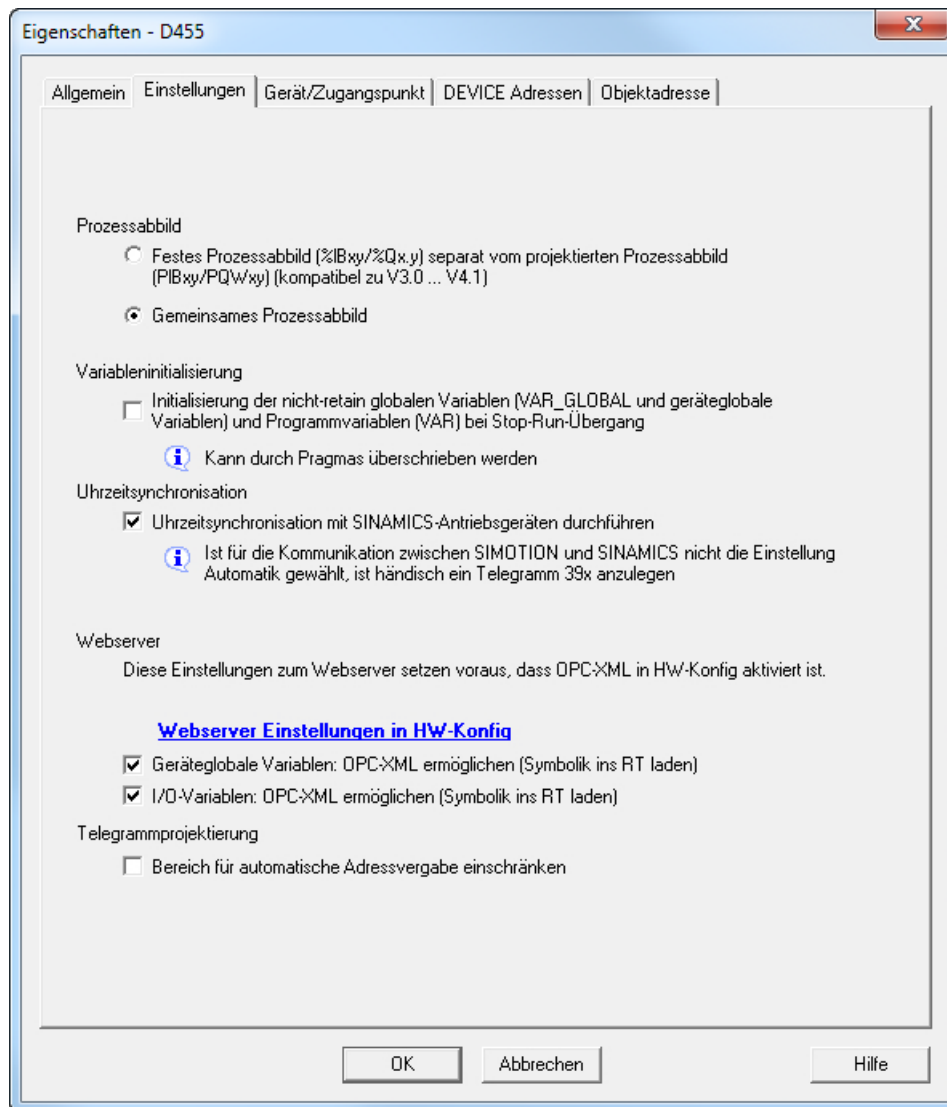 Eigenschaften - D455
Allgemein Einstellungen Gerät/Zugangspunkt DEVICE Adressen Objektadresse
Prozessabbild
Festes Prozessabbild (%IBxy/%Qx.y) separat vom projektierten Prozessabbild
(PIBxy/PQWxy) (kompatibel zu V3.0 ... V4.1)
Gemeinsames Prozessabbild
Variableninitialisierung
Initialisierung der nicht-retain globalen Variablen (VAR_GLOBAL und geräteglobale
Variablen) und Programmvariablen (VAR) bei Stop-Run-Übergang
Kann durch Pragmas überschrieben werden
Uhrzeitsynchronisation
Uhrzeitsynchronisation mit SINAMICS-Antriebsgeräten durchführen
Ist für die Kommunikation zwischen SIMOTION und SINAMICS nicht die Einstellung
Automatik gewählt, ist händisch ein Telegramm 39x anzulegen
Webserver
Diese Einstellungen zum Webserver setzen voraus, dass OPC-XML in HW-Konfig aktiviert ist.
Webserver Einstellungen in HW-Konfig
Geräteglobale Variablen: OPC-XML ermöglichen (Symbolik ins RT laden)
I/O-Variablen: OPC-XML ermöglichen (Symbolik ins RT laden)
Telegrammprojektierung
Bereich für automatische Adressvergabe einschränken
OK Abbrechen Hilfe